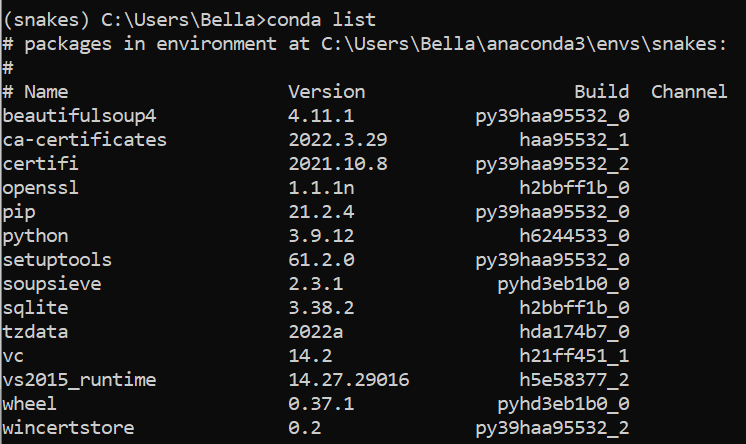 (snakes) C:\Users\Bella>conda list
# packages in environment at C:\Users\Bella\anaconda3\envs\snakes:
#
# Name                    Version                   Build  Channel
beautifulsoup4            4.11.1           py39haa95532_0
ca-certificates           2022.3.29            haa95532_1
certifi                   2021.10.8        py39haa95532_2
openssl                   1.1.1n               h2bbff1b_0
pip                       21.2.4           py39haa95532_0
python                    3.9.12               h6244533_0
setuptools                61.2.0           py39haa95532_0
soupsieve                 2.3.1              pyhd3eb1b0_0
sqlite                    3.38.2               h2bbff1b_0
tzdata                    2022a                hda174b7_0
vc                        14.2                 h21ff451_1
vs2015_runtime            14.27.29016          h5e58377_2
wheel                     0.37.1             pyhd3eb1b0_0
wincertstore              0.2              py39haa95532_2